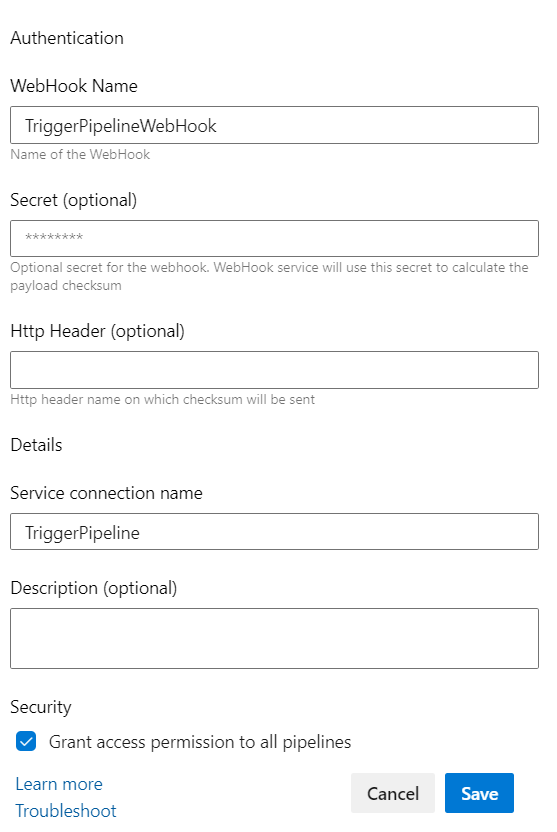 Authentication
WebHook Name
TriggerPipelineWebHook
Name of the WebHook
Secret (optional)
********
Optional secret for the webhook. WebHook service will use this secret to calculate the
payload checksum
Http Header (optional)
Http header name on which checksum will be sent
Details
Service connection name
TriggerPipeline
Description (optional)
Security
Grant access permission to all pipelines
Learn more
Troubleshoot
Cancel
Save